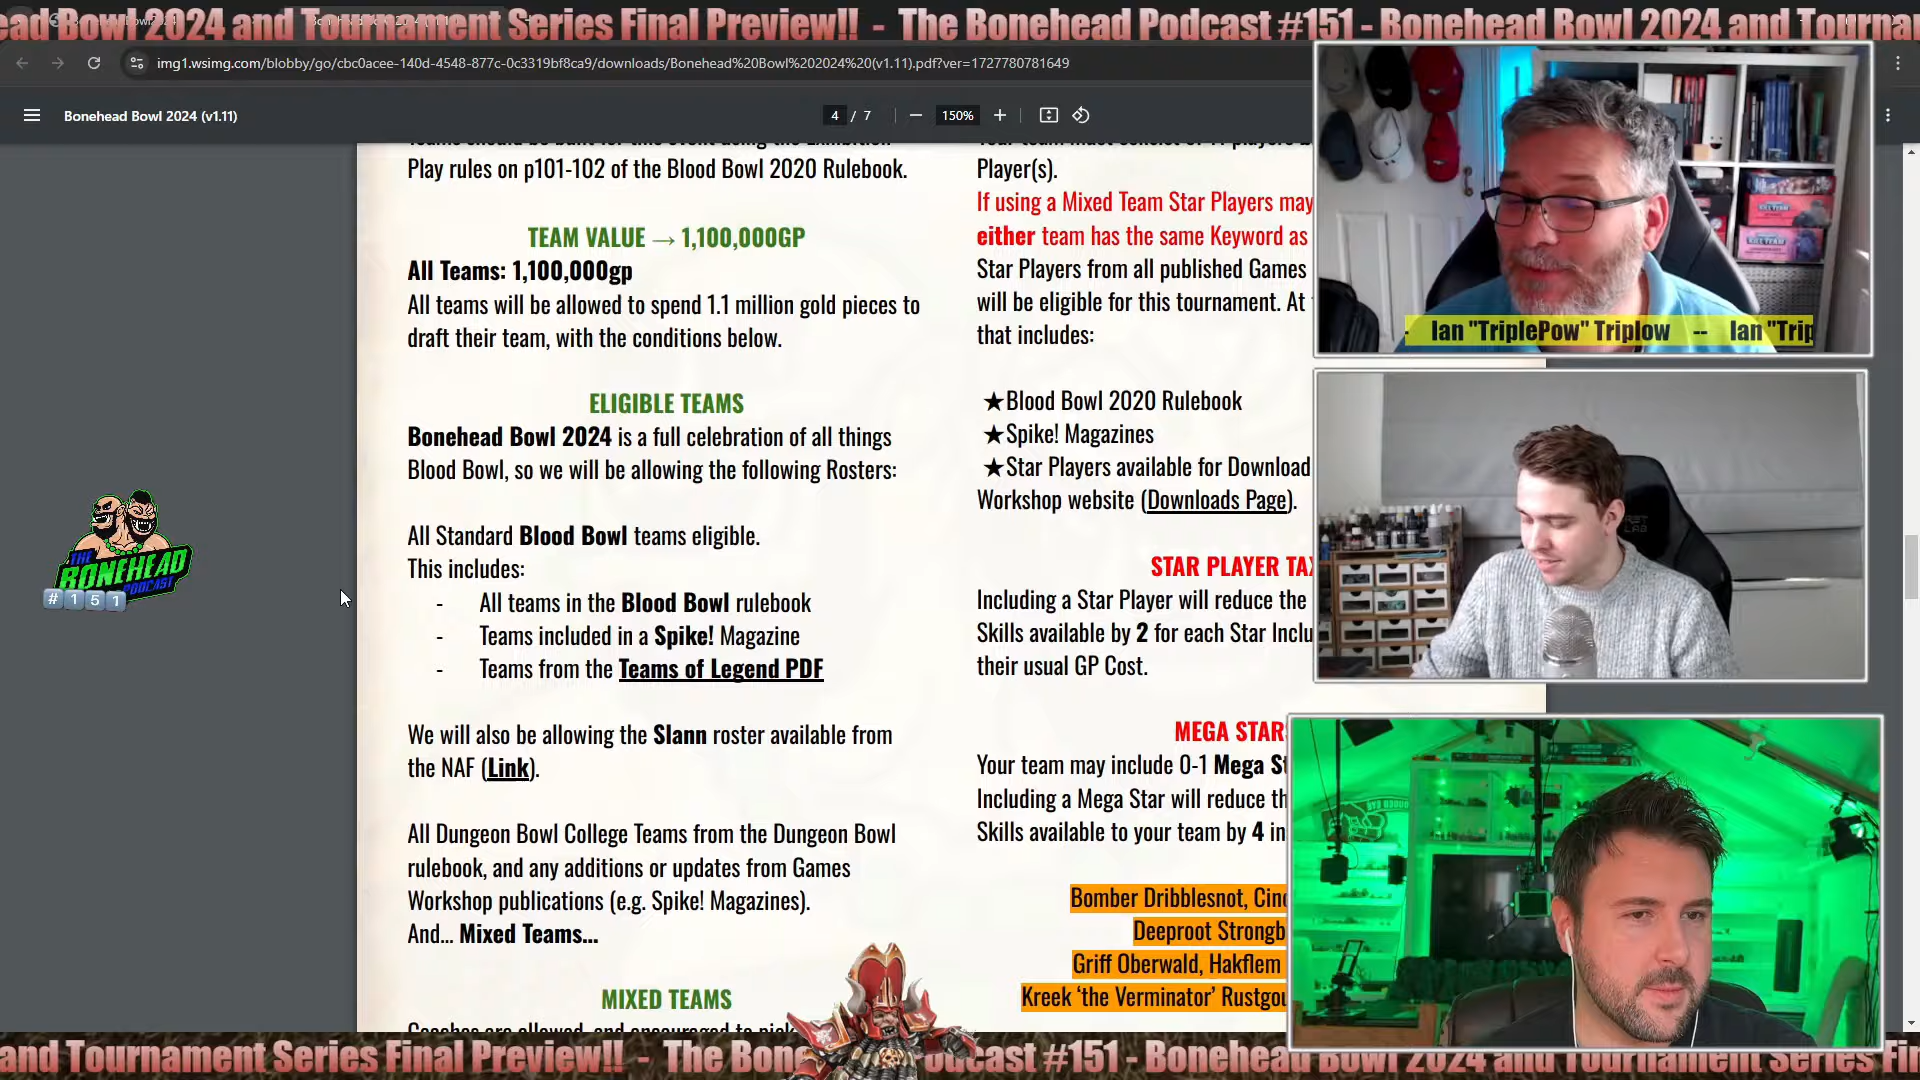 ead Bowl 2024 and Tournament Series Final Preview!! - The Bonehead Podcast #151 - Bonehead Bowl 2024 and Tourna
img1.wsimg.com/blobby/go/cbc0acee-140d-4548-877c-0c3319bf8ca9/downloads/Bonehead%20Bowl%202024%20(v1.11).pdf?ver=1727780781649
Bonehead Bowl 2024 (v1.11)
4 / 7
150%
Play rules on p101-102 of the Blood Bowl 2020 Rulebook.
TEAM VALUE → 1,100,000GP
All Teams: 1,100,000gp
All teams will be allowed to spend 1.1 million gold pieces to
draft their team, with the conditions below.
ELIGIBLE TEAMS
Bonehead Bowl 2024 is a full celebration of all things
Blood Bowl, so we will be allowing the following Rosters:
All Standard Blood Bowl teams eligible.
This includes:
- All teams in the Blood Bowl rulebook
- Teams included in a Spike! Magazine
- Teams from the Teams of Legend PDF
We will also be allowing the Slann roster available from
the NAF (Link).
All Dungeon Bowl College Teams from the Dungeon Bowl
rulebook, and any additions or updates from Games
Workshop publications (e.g. Spike! Magazines).
And... Mixed Teams...
MIXED TEAMS
Player(s).
If using a Mixed Team Star Players may
either team has the same Keyword as
Star Players from all published Games
will be eligible for this tournament. At
that includes:
★Blood Bowl 2020 Rulebook
★Spike! Magazines
★Star Players available for Download
Workshop website (Downloads Page).
STAR PLAYER TAX
Including a Star Player will reduce the
Skills available by 2 for each Star Inclu
their usual GP Cost.
MEGA STARS
Your team may include 0-1 Mega St
Including a Mega Star will reduce th
Skills available to your team by 4 in
Bomber Dribblesnot, Cind
Deeproot Strongb
Griff Oberwald, Hakflem
Kreek ‘the Verminator’ Rustgou
Ian "TriplePow" Triplow -- Ian "Trip
THE
BONEHEAD
PODCAST
#151
and Tournament Series Final Preview!! - The Bone odcast #151 - Bonehead Bowl 2024 and Tournament Series Fi